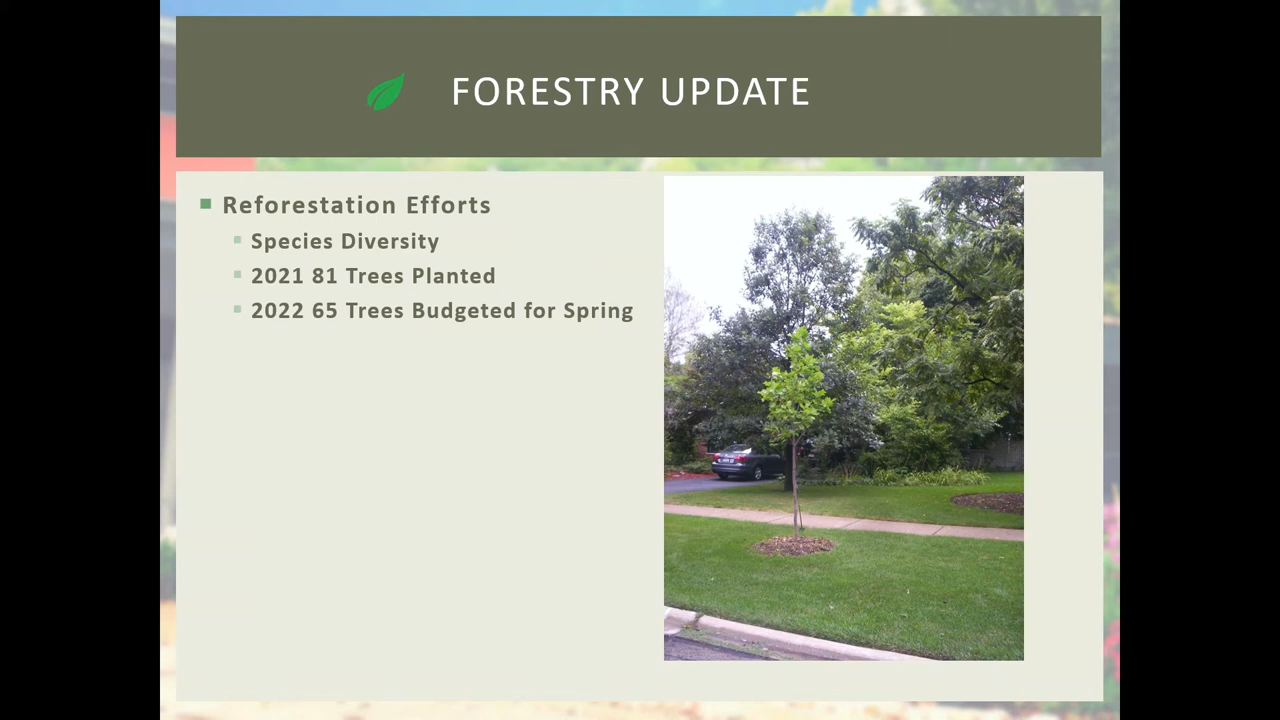 FORESTRY UPDATE
Reforestation Efforts
Species Diversity
2021 81 Trees Planted
2022 65 Trees Budgeted for Spring